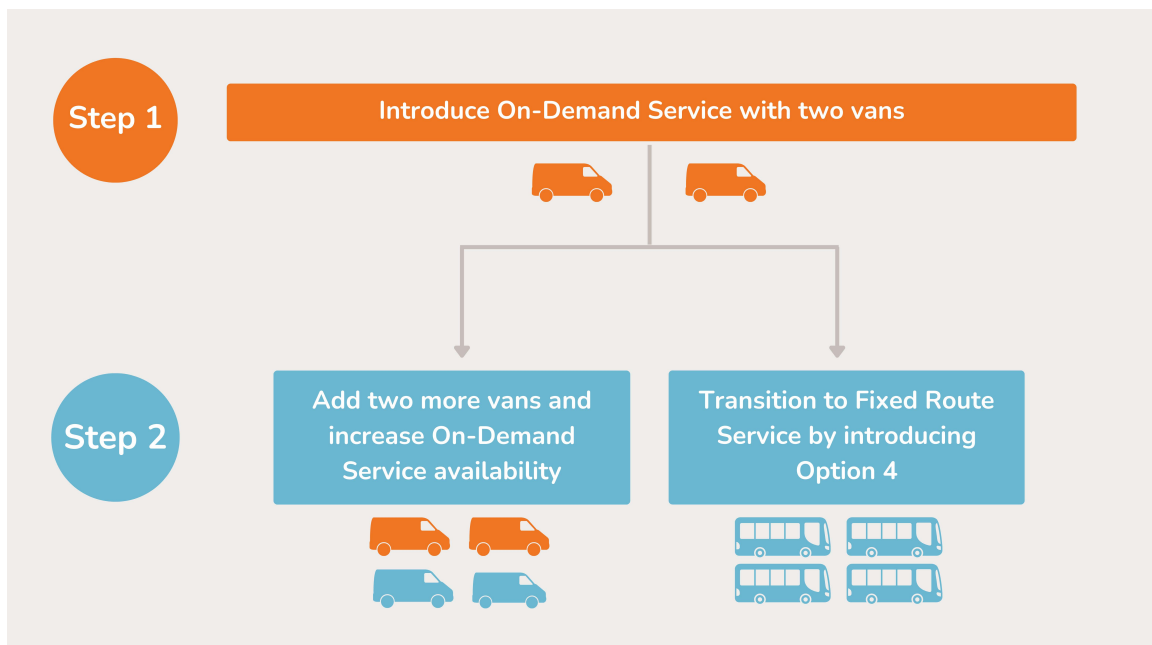 Step 1
Introduce On-Demand Service with two vans
Step 2
Add two more vans and
increase On-Demand
Service availability
Transition to Fixed Route
Service by introducing
Option 4